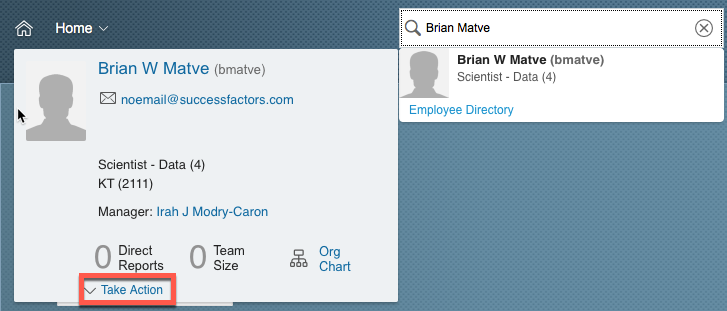 Home
Brian Matve
Brian W Matve (bmatve)
noemail@successfactors.com
Scientist - Data (4)
KT (2111)
Manager: Irah J Modry-Caron
0 Direct Reports
0 Team Size
Org Chart
Take Action
Brian W Matve (bmatve)
Scientist - Data (4)
Employee Directory